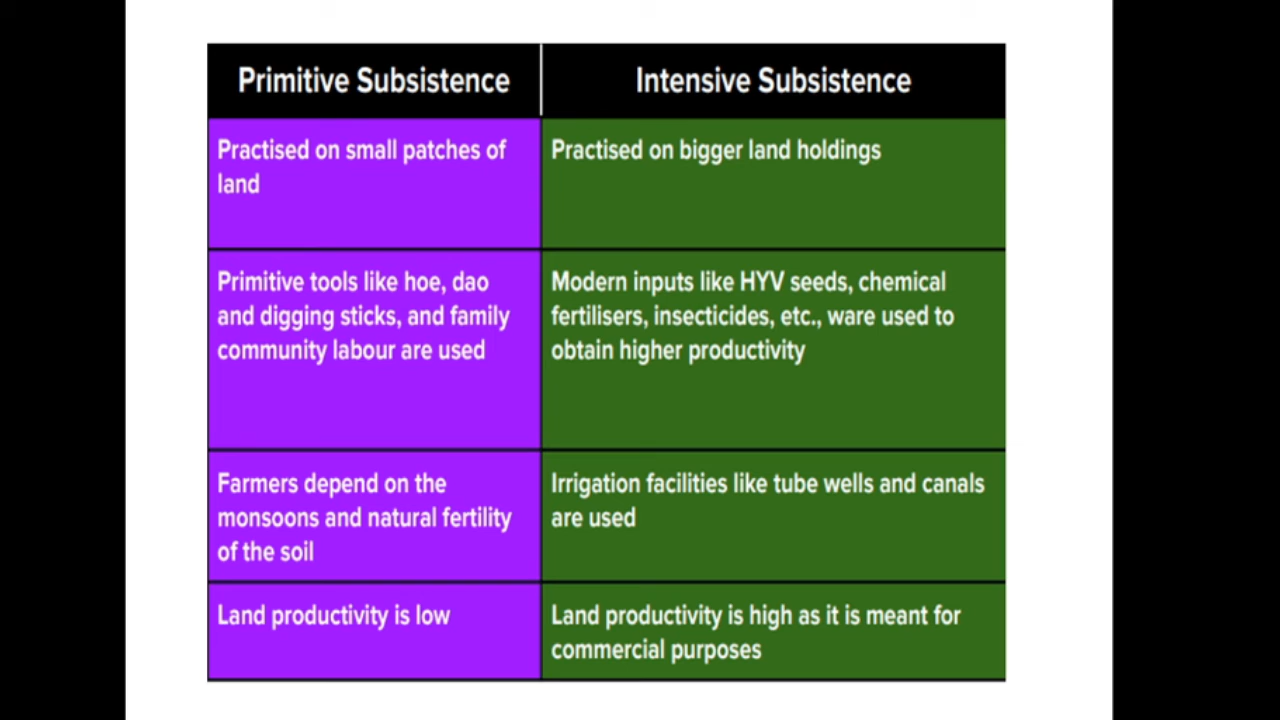 Primitive Subsistence
Intensive Subsistence
Practised on small patches of
land
Practised on bigger land holdings
Primitive tools like hoe, dao
and digging sticks, and family
community labour are used
Modern inputs like HYV seeds, chemical
fertilisers, insecticides, etc., ware used to
obtain higher productivity
Farmers depend on the
monsoons and natural fertility
of the soil
Irrigation facilities like tube wells and canals
are used
Land productivity is low
Land productivity is high as it is meant for
commercial purposes